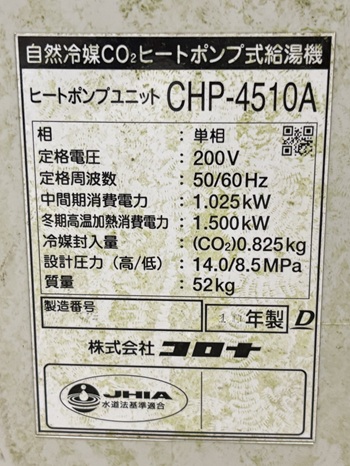 自然冷媒CO₂ヒートポンプ式給湯機
ヒートポンプユニット CHP-4510A
相 : 単相
定格電圧 : 200V
定格周波数 : 50/60Hz
中間期消費電力 : 1.025kW
冬期高温加熱消費電力 : 1.500kW
冷媒封入量 : (CO₂)0.825kg
設計圧力（高/低） : 14.0/8.5MPa
質量 : 52kg
製造番号
年製 D
株式会社 コロナ
JHIA
水道法基準適合